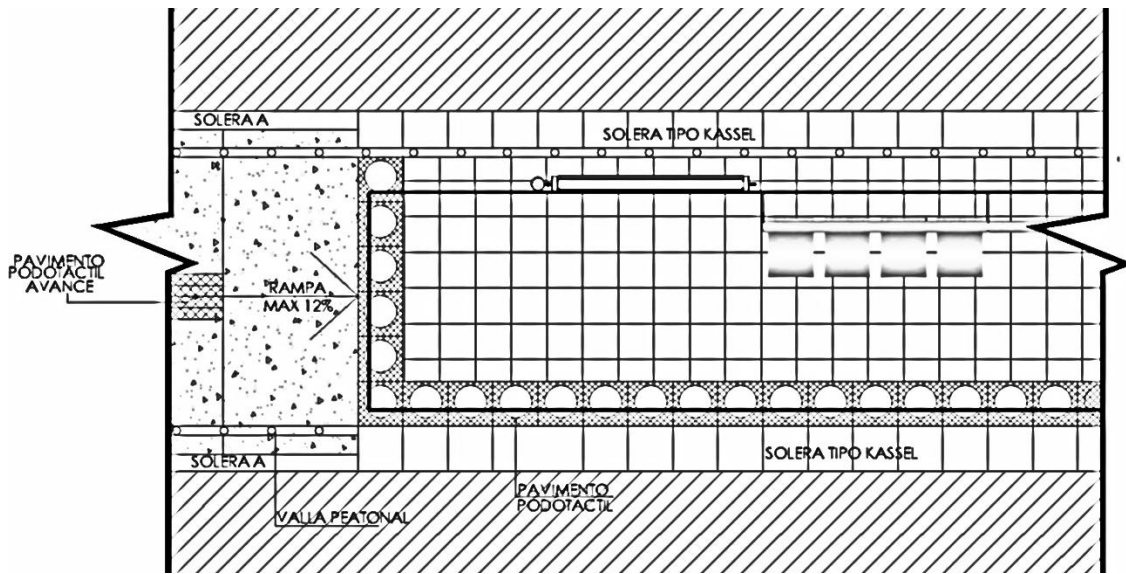 SOLERA A
SOLERA TIPO KASSEL
PAVIMENTO
PODOTACTIL
AVANCE
RAMPA
MAX 12%
SOLERA A
SOLERA TIPO KASSEL
PAVIMENTO
PODOTACTIL
VALLA PEATONAL